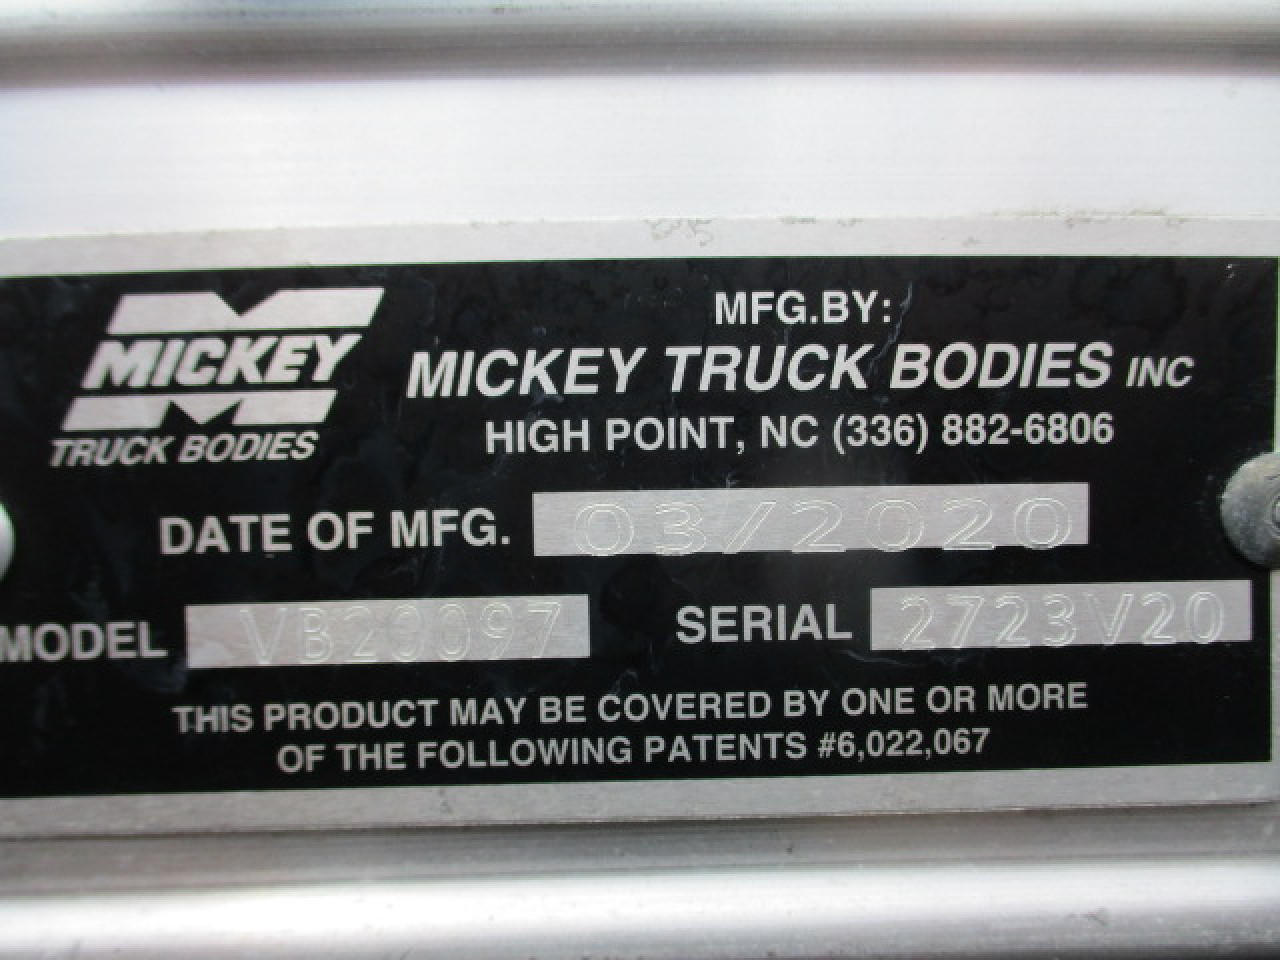 MICKEY
TRUCK BODIES
MFG.BY:
MICKEY TRUCK BODIES INC
HIGH POINT, NC (336) 882-6806
DATE OF MFG. 03/2020
MODEL VB20097 SERIAL 2723V20
THIS PRODUCT MAY BE COVERED BY ONE OR MORE
OF THE FOLLOWING PATENTS #6,022,067